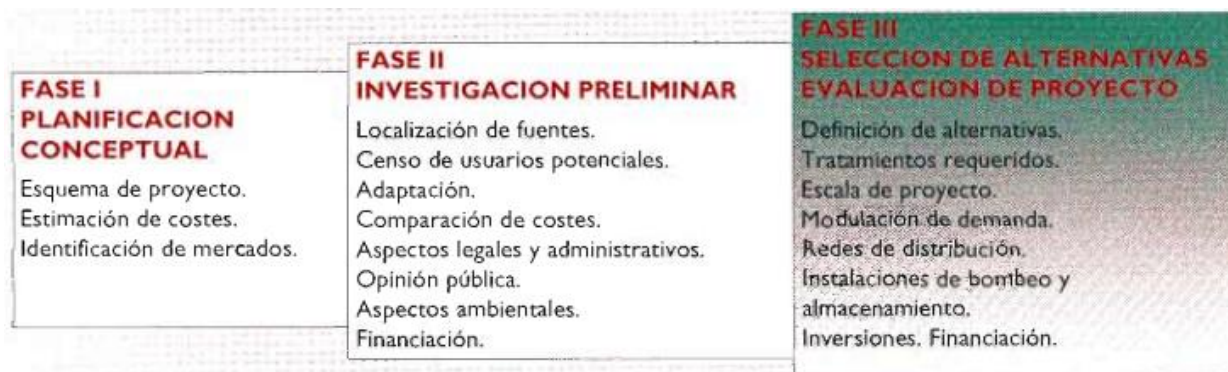 FASE I
PLANIFICACION
CONCEPTUAL
Esquema de proyecto.
Estimación de costes.
Identificación de mercados.
FASE II
INVESTIGACION PRELIMINAR
Localización de fuentes.
Censo de usuarios potenciales.
Adaptación.
Comparación de costes.
Aspectos legales y administrativos.
Opinión pública.
Aspectos ambientales.
Financiación.
FASE III
SELECCION DE ALTERNATIVAS
EVALUACION DE PROYECTO
Definición de alternativas.
Tratamientos requeridos.
Escala de proyecto.
Modulación de demanda.
Redes de distribución.
Instalaciones de bombeo y
almacenamiento.
Inversiones. Financiación.